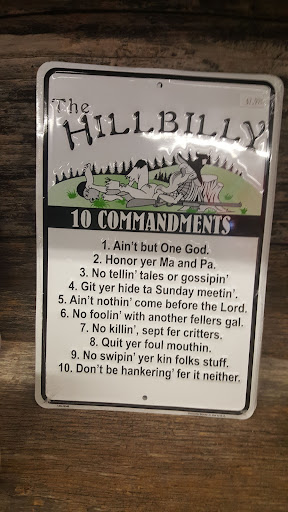 The
HILLBILLY
10 COMMANDMENTS
1. Ain't but One God.
2. Honor yer Ma and Pa.
3. No tellin' tales or gossipin'
4. Git yer hide ta Sunday meetin'.
5. Ain't nothin' come before the Lord.
6. No foolin' with another fellers gal.
7. No killin', sept fer critters.
8. Quit yer foul mouthin.
9. No swipin' yer kin folks stuff.
10. Don't be hankering' fer it neither.